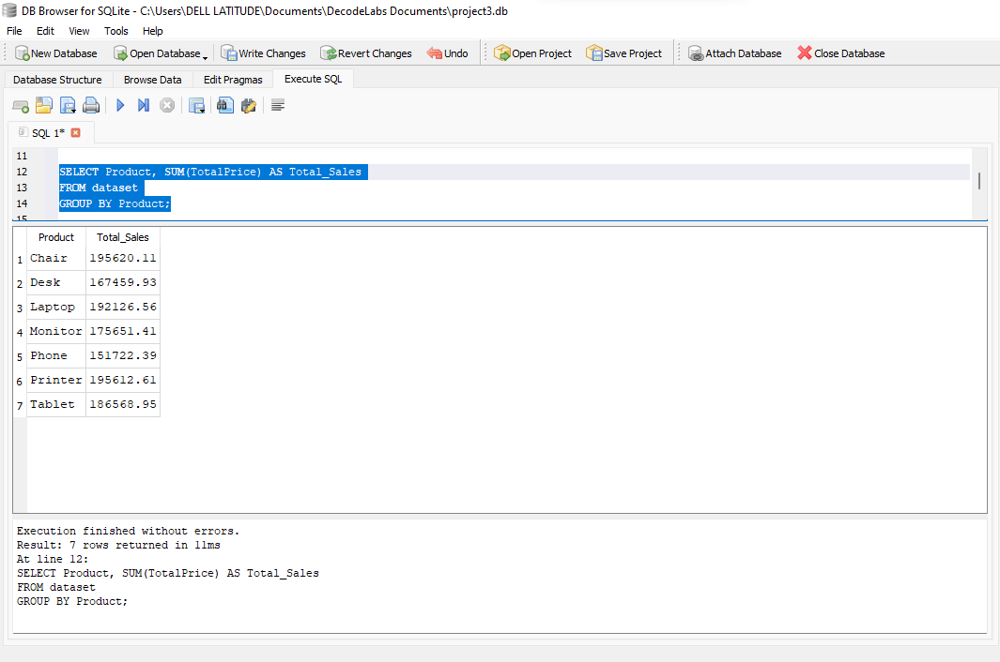 DB Browser for SQLite - C:\Users\DELL LATITUDE\Documents\DecodeLabs Documents\project3.db
File Edit View Tools Help
New Database Open Database Write Changes Revert Changes Undo Open Project Save Project Attach Database Close Database
Database Structure Browse Data Edit Pragmas Execute SQL
SQL 1*
11
12 SELECT Product, SUM(TotalPrice) AS Total_Sales
13 FROM dataset
14 GROUP BY Product;
15
Product Total_Sales
1 Chair 195620.11
2 Desk 167459.93
3 Laptop 192126.56
4 Monitor 175651.41
5 Phone 151722.39
6 Printer 195612.61
7 Tablet 186568.95
Execution finished without errors.
Result: 7 rows returned in 11ms
At line 12:
SELECT Product, SUM(TotalPrice) AS Total_Sales
FROM dataset
GROUP BY Product;